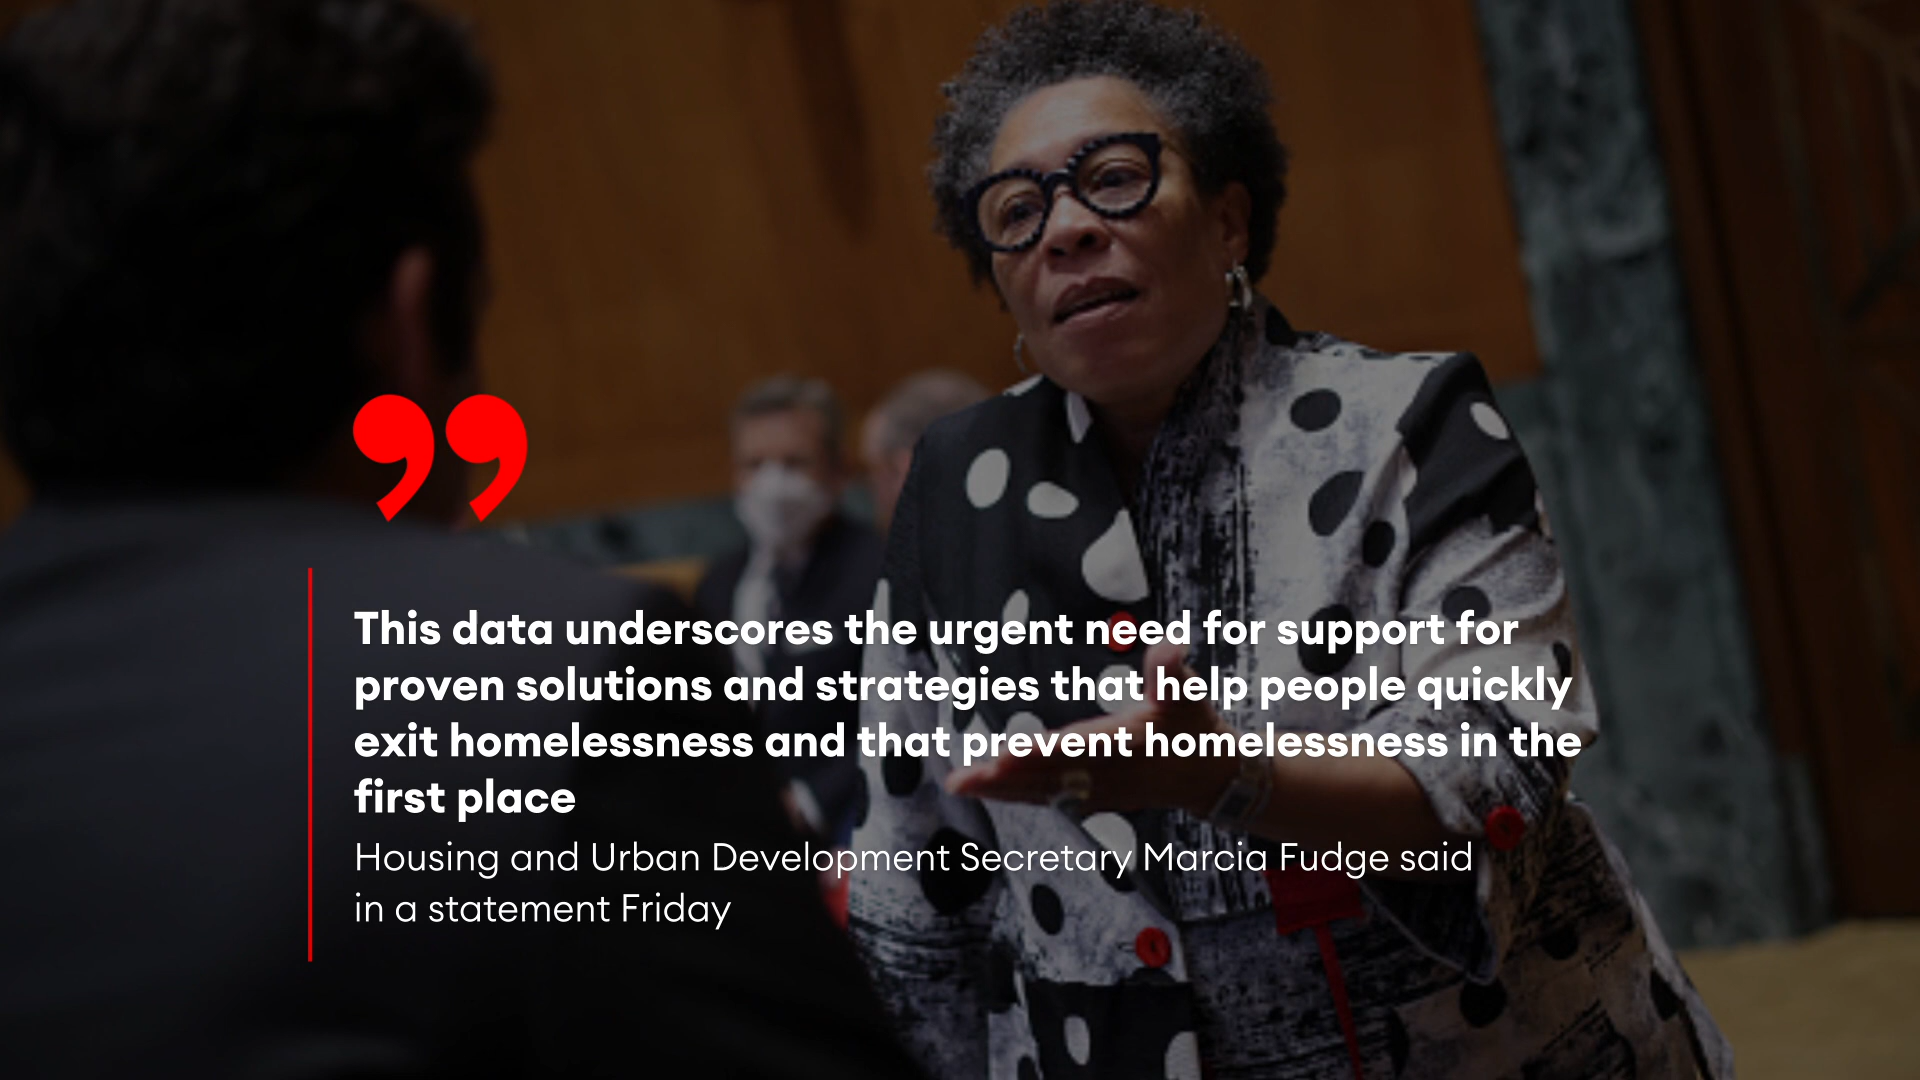 ”
This data underscores the urgent need for support for
proven solutions and strategies that help people quickly
exit homelessness and that prevent homelessness in the
first place
Housing and Urban Development Secretary Marcia Fudge said
in a statement Friday